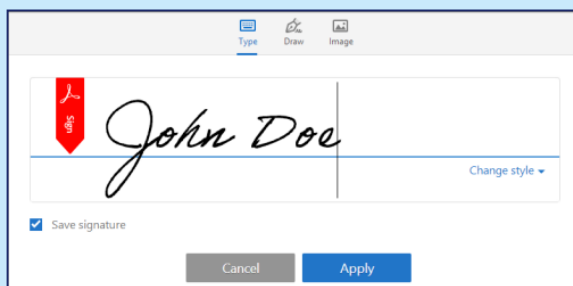 Type Draw Image
Sign
John Doe
Change style
Save signature
Cancel Apply